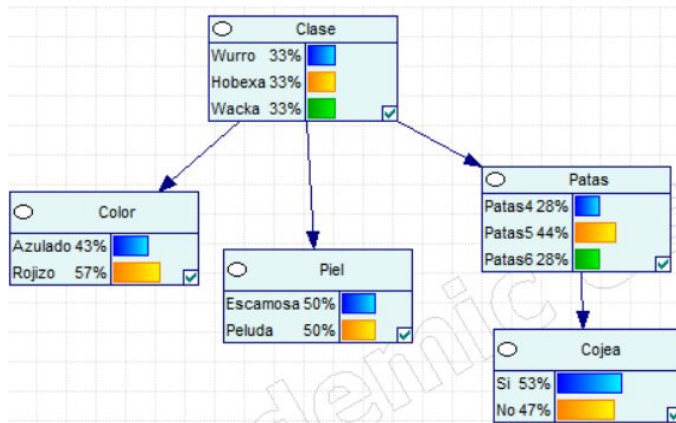 Clase
Wurro 33%
Hobexa 33%
Wacka 33%
Color
Azulado 43%
Rojizo 57%
Piel
Escamosa 50%
Peluda 50%
Patas
Patas4 28%
Patas5 44%
Patas6 28%
Cojea
Si 53%
No 47%